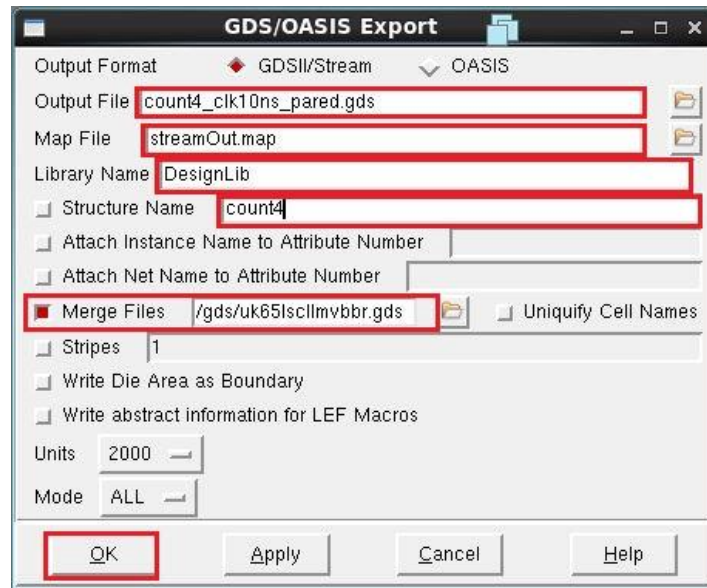 GDS/OASIS Export
Output Format GDSII/Stream OASIS
Output File count4_clk10ns_pared.gds
Map File streamOut.map
Library Name DesignLib
Structure Name count4
Attach Instance Name to Attribute Number
Attach Net Name to Attribute Number
Merge Files /gds/uk65lscllmvbbr.gds Uniquify Cell Names
Stripes 1
Write Die Area as Boundary
Write abstract information for LEF Macros
Units 2000
Mode ALL
OK Apply Cancel Help